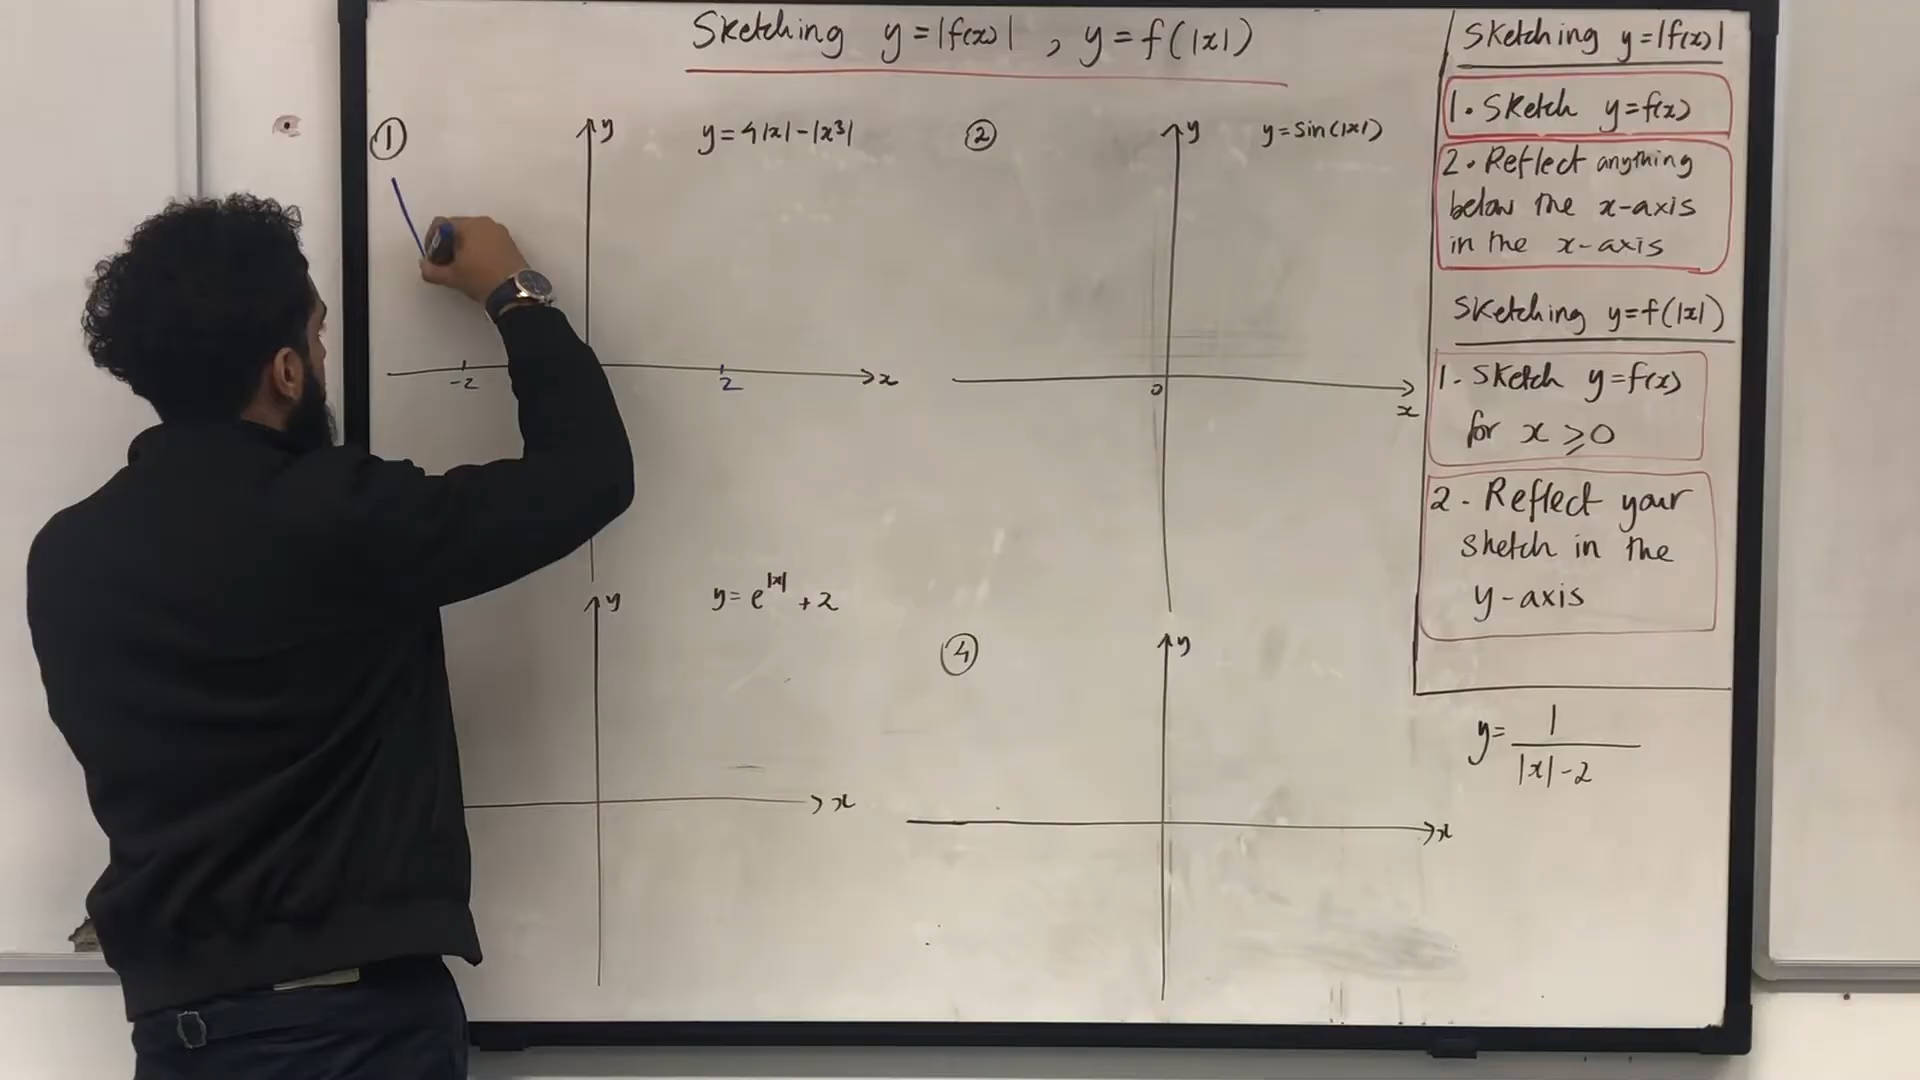 Sketching y=|f(x)| , y=f(|x|)
① y y=4|x|-|x³|
-2 2 x
② y y=sin(|x|)
0 x
y y=e^|x| +2
x
④ y
x
Sketching y=|f(x)|
1. Sketch y=f(x)
2. Reflect anything
below the x-axis
in the x-axis
Sketching y=f(|x|)
1. Sketch y=f(x)
for x ⩾0
2 - Reflect your
sketch in the
y-axis
y= 1
|x|-2